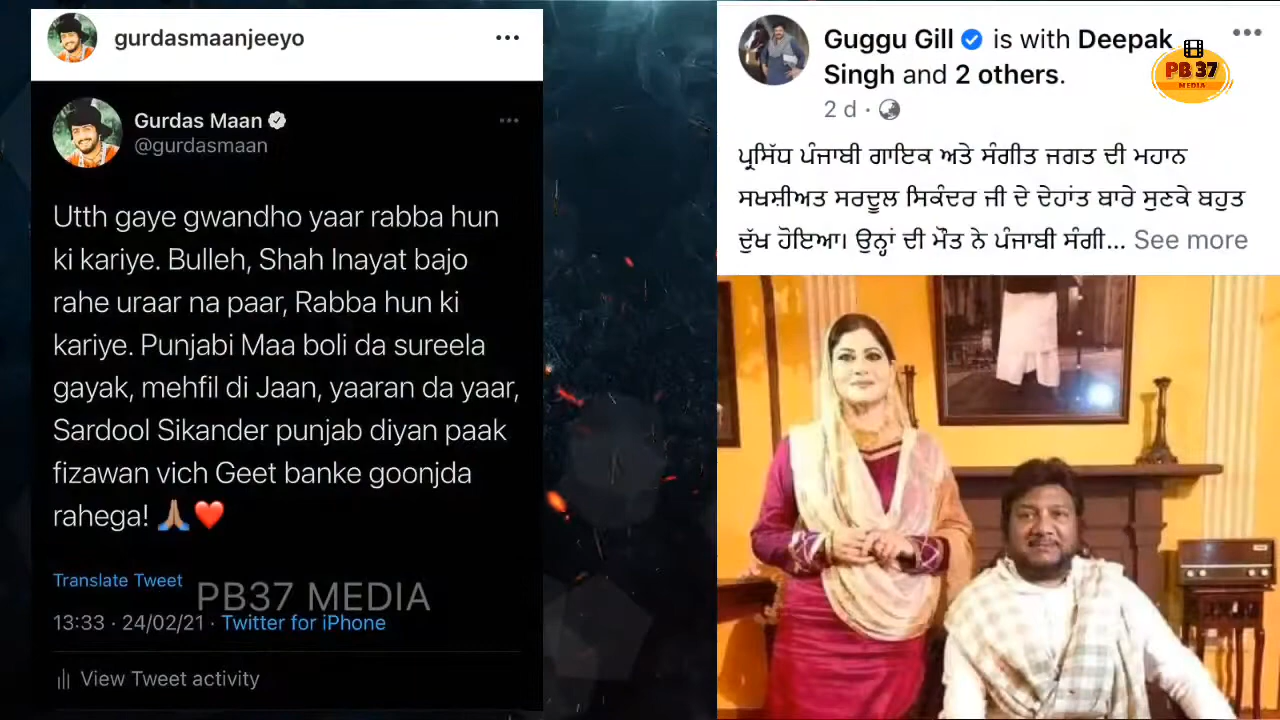 gurdasmaanjeeyo
Gurdas Maan
@gurdasmaan
Utth gaye gwandho yaar rabba hun
ki kariye. Bulleh, Shah Inayat bajo
rahe uraar na paar, Rabba hun ki
kariye. Punjabi Maa boli da sureela
gayak, mehfil di Jaan, yaaran da yaar,
Sardool Sikander punjab diyan paak
fizawan vich Geet banke goonjda
rahega! 🙏🏽❤️
Translate Tweet
PB37 MEDIA
13:33 · 24/02/21 · Twitter for iPhone
View Tweet activity
Guggu Gill is with Deepak
Singh and 2 others.
2 d ·
PB 37
MEDIA
ਪ੍ਰਸਿੱਧ ਪੰਜਾਬੀ ਗਾਇਕ ਅਤੇ ਸੰਗੀਤ ਜਗਤ ਦੀ ਮਹਾਨ
ਸਖਸ਼ੀਅਤ ਸਰਦੂਲ ਸਿਕੰਦਰ ਜੀ ਦੇ ਦੇਹਾਂਤ ਬਾਰੇ ਸੁਣਕੇ ਬਹੁਤ
ਦੁੱਖ ਹੋਇਆ। ਉਨ੍ਹਾਂ ਦੀ ਮੌਤ ਨੇ ਪੰਜਾਬੀ ਸੰਗੀ... See more